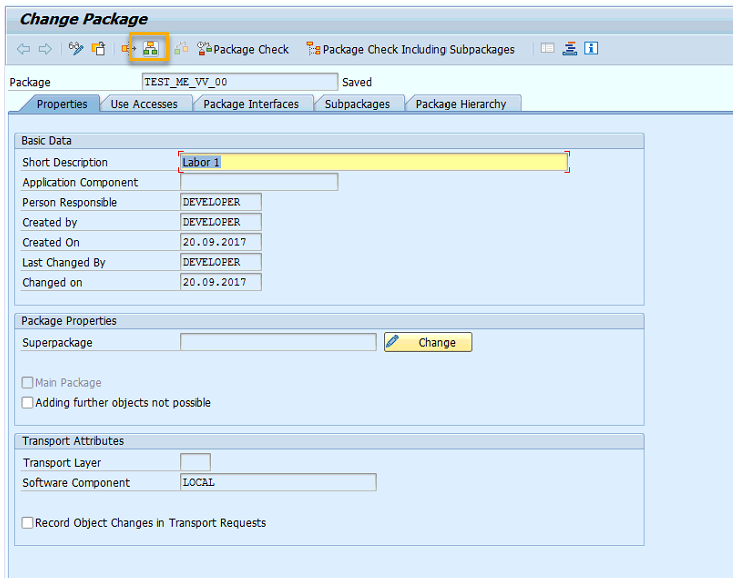 Change Package
Package Check Package Check Including Subpackages
Package TEST_ME_VV_00 Saved
Properties Use Accesses Package Interfaces Subpackages Package Hierarchy
Basic Data
Short Description Labor 1
Application Component
Person Responsible DEVELOPER
Created by DEVELOPER
Created On 20.09.2017
Last Changed By DEVELOPER
Changed on 20.09.2017
Package Properties
Superpackage Change
Main Package
Adding further objects not possible
Transport Attributes
Transport Layer
Software Component LOCAL
Record Object Changes in Transport Requests